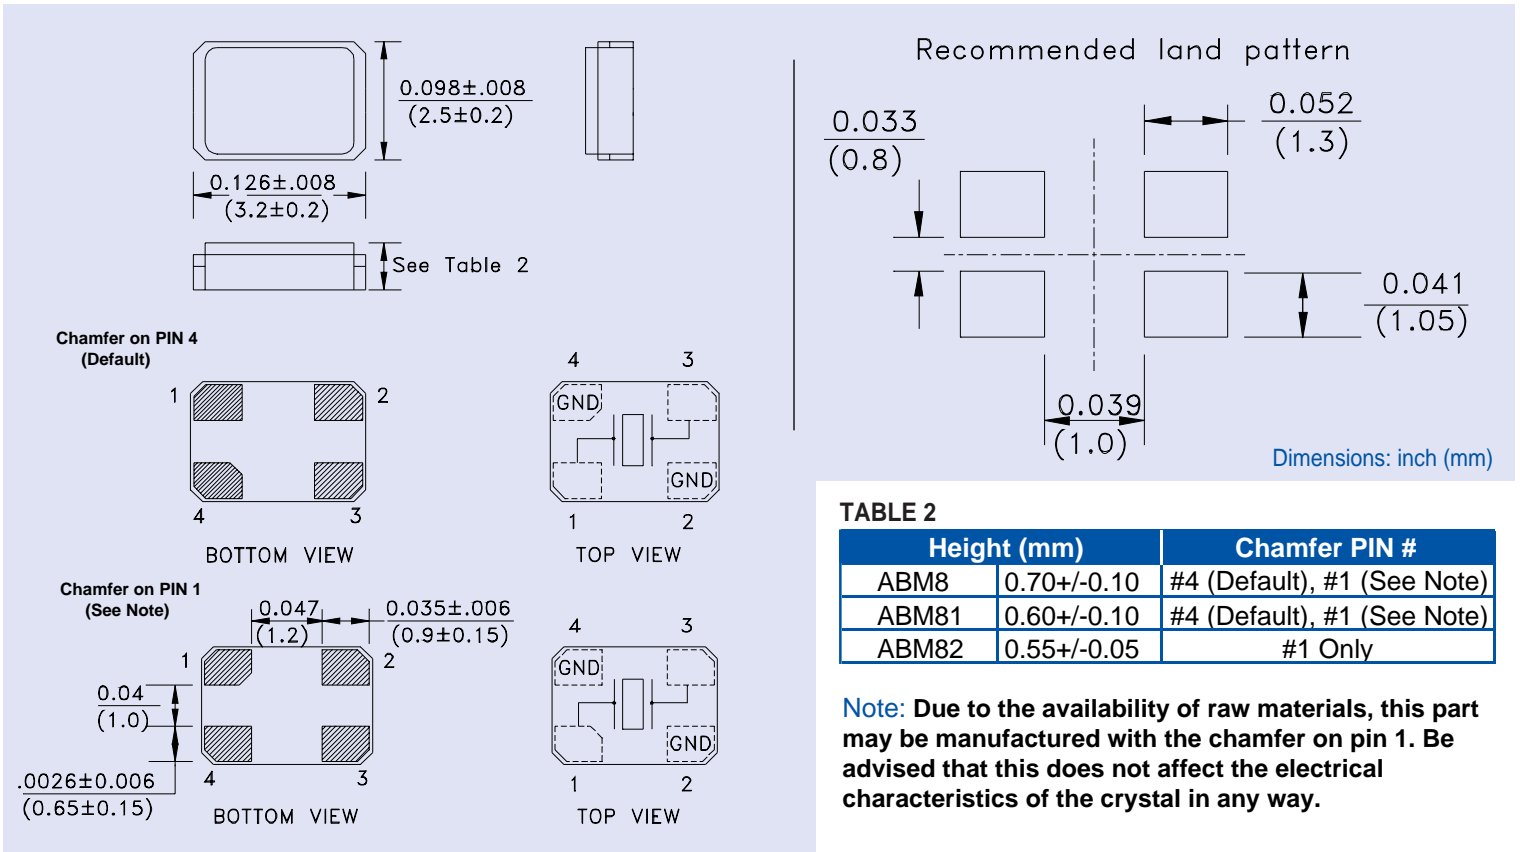 0.098±.008
(2.5±0.2)
0.126±.008
(3.2±0.2)
See Table 2
Recommended land pattern
0.033
(0.8)
0.052
(1.3)
0.041
(1.05)
0.039
(1.0)
Dimensions: inch (mm)
Chamfer on PIN 4
(Default)
1
2
4
3
BOTTOM VIEW
4
3
GND
GND
1
2
TOP VIEW
Chamfer on PIN 1
(See Note)
0.047
(1.2)
0.035±.006
(0.9±0.15)
1
2
0.04
(1.0)
.0026±0.006
(0.65±0.15)
4
3
BOTTOM VIEW
4
3
GND
GND
1
2
TOP VIEW
TABLE 2
Height (mm) Chamfer PIN #
ABM8 0.70+/-0.10 #4 (Default), #1 (See Note)
ABM81 0.60+/-0.10 #4 (Default), #1 (See Note)
ABM82 0.55+/-0.05 #1 Only
Note: Due to the availability of raw materials, this part
may be manufactured with the chamfer on pin 1. Be
advised that this does not affect the electrical
characteristics of the crystal in any way.